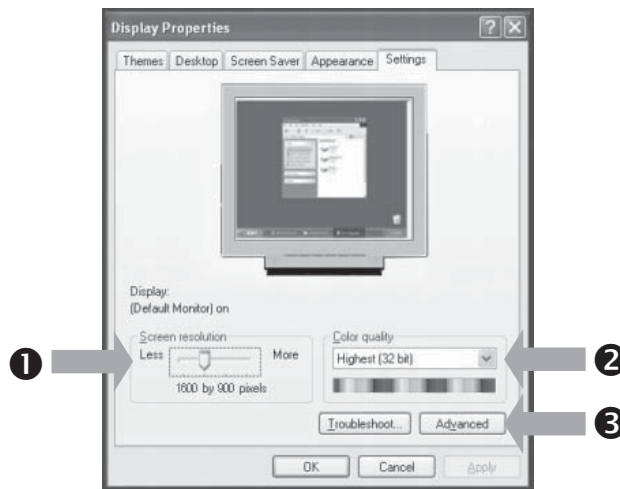 Display Properties
Themes Desktop Screen Saver Appearance Settings
Display:
(Default Monitor) on
Screen resolution
Less More
1600 by 900 pixels
Color quality
Highest (32 bit)
Troubleshoot... Advanced
OK Cancel Apply
1
2
3